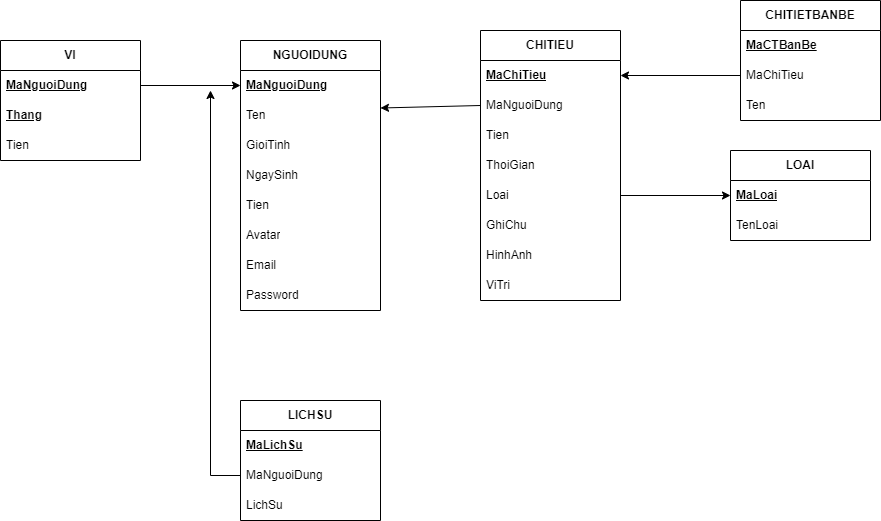 VI
MaNguoiDung
Thang
Tien
NGUOIDUNG
MaNguoiDung
Ten
GioiTinh
NgaySinh
Tien
Avatar
Email
Password
CHITIEU
MaChiTieu
MaNguoiDung
Tien
ThoiGian
Loai
GhiChu
HinhAnh
ViTri
CHITIETBANBE
MaCTBanBe
MaChiTieu
Ten
LOAI
MaLoai
TenLoai
LICHSU
MaLichSu
MaNguoiDung
LichSu